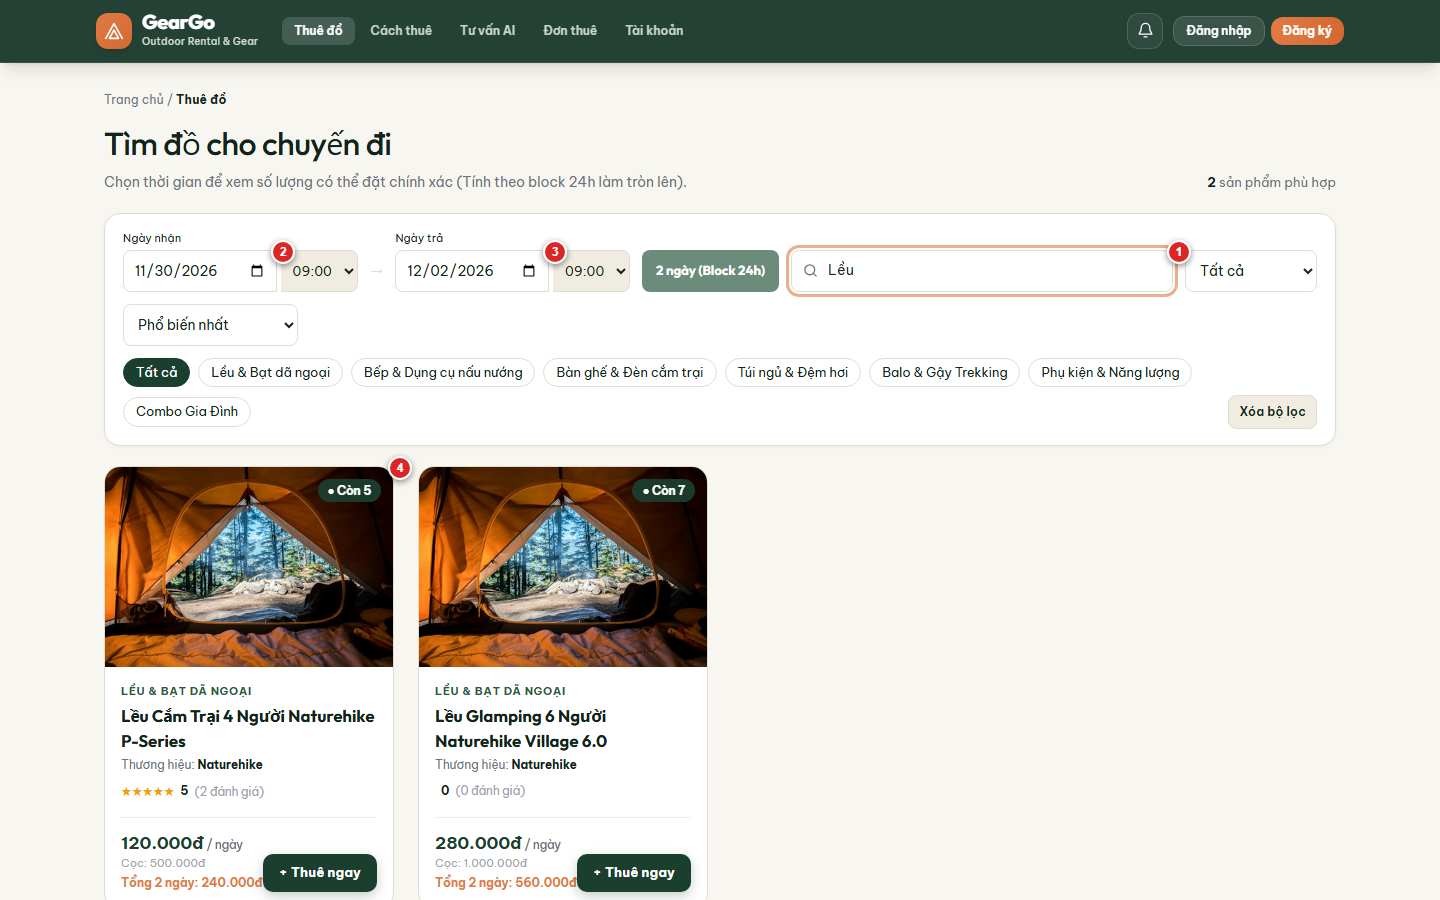 GearGo
Outdoor Rental & Gear
Thuê đồ
Cách thuê
Tư vấn AI
Đơn thuê
Tài khoản
Đăng nhập
Đăng ký
Trang chủ / Thuê đồ
Tìm đồ cho chuyến đi
Chọn thời gian để xem số lượng có thể đặt chính xác (Tính theo block 24h làm tròn lên).
2 sản phẩm phù hợp
Ngày nhận
Ngày trả
11/30/2026
2
09:00
→
12/02/2026
3
09:00
2 ngày (Block 24h)
Lều
1
Tất cả
Phổ biến nhất
Tất cả
Lều & Bạt dã ngoại
Bếp & Dụng cụ nấu nướng
Bàn ghế & Đèn cắm trại
Túi ngủ & Đệm hơi
Balo & Gậy Trekking
Phụ kiện & Năng lượng
Combo Gia Đình
Xóa bộ lọc
4
● Còn 5
● Còn 7
LỀU & BẠT DÃ NGOẠI
Lều Cắm Trại 4 Người Naturehike
P-Series
Thương hiệu: Naturehike
★★★★★ 5 (2 đánh giá)
120.000đ / ngày
Cọc: 500.000đ
Tổng 2 ngày: 240.000đ
+ Thuê ngay
LỀU & BẠT DÃ NGOẠI
Lều Glamping 6 Người
Naturehike Village 6.0
Thương hiệu: Naturehike
0 (0 đánh giá)
280.000đ / ngày
Cọc: 1.000.000đ
Tổng 2 ngày: 560.000đ
+ Thuê ngay